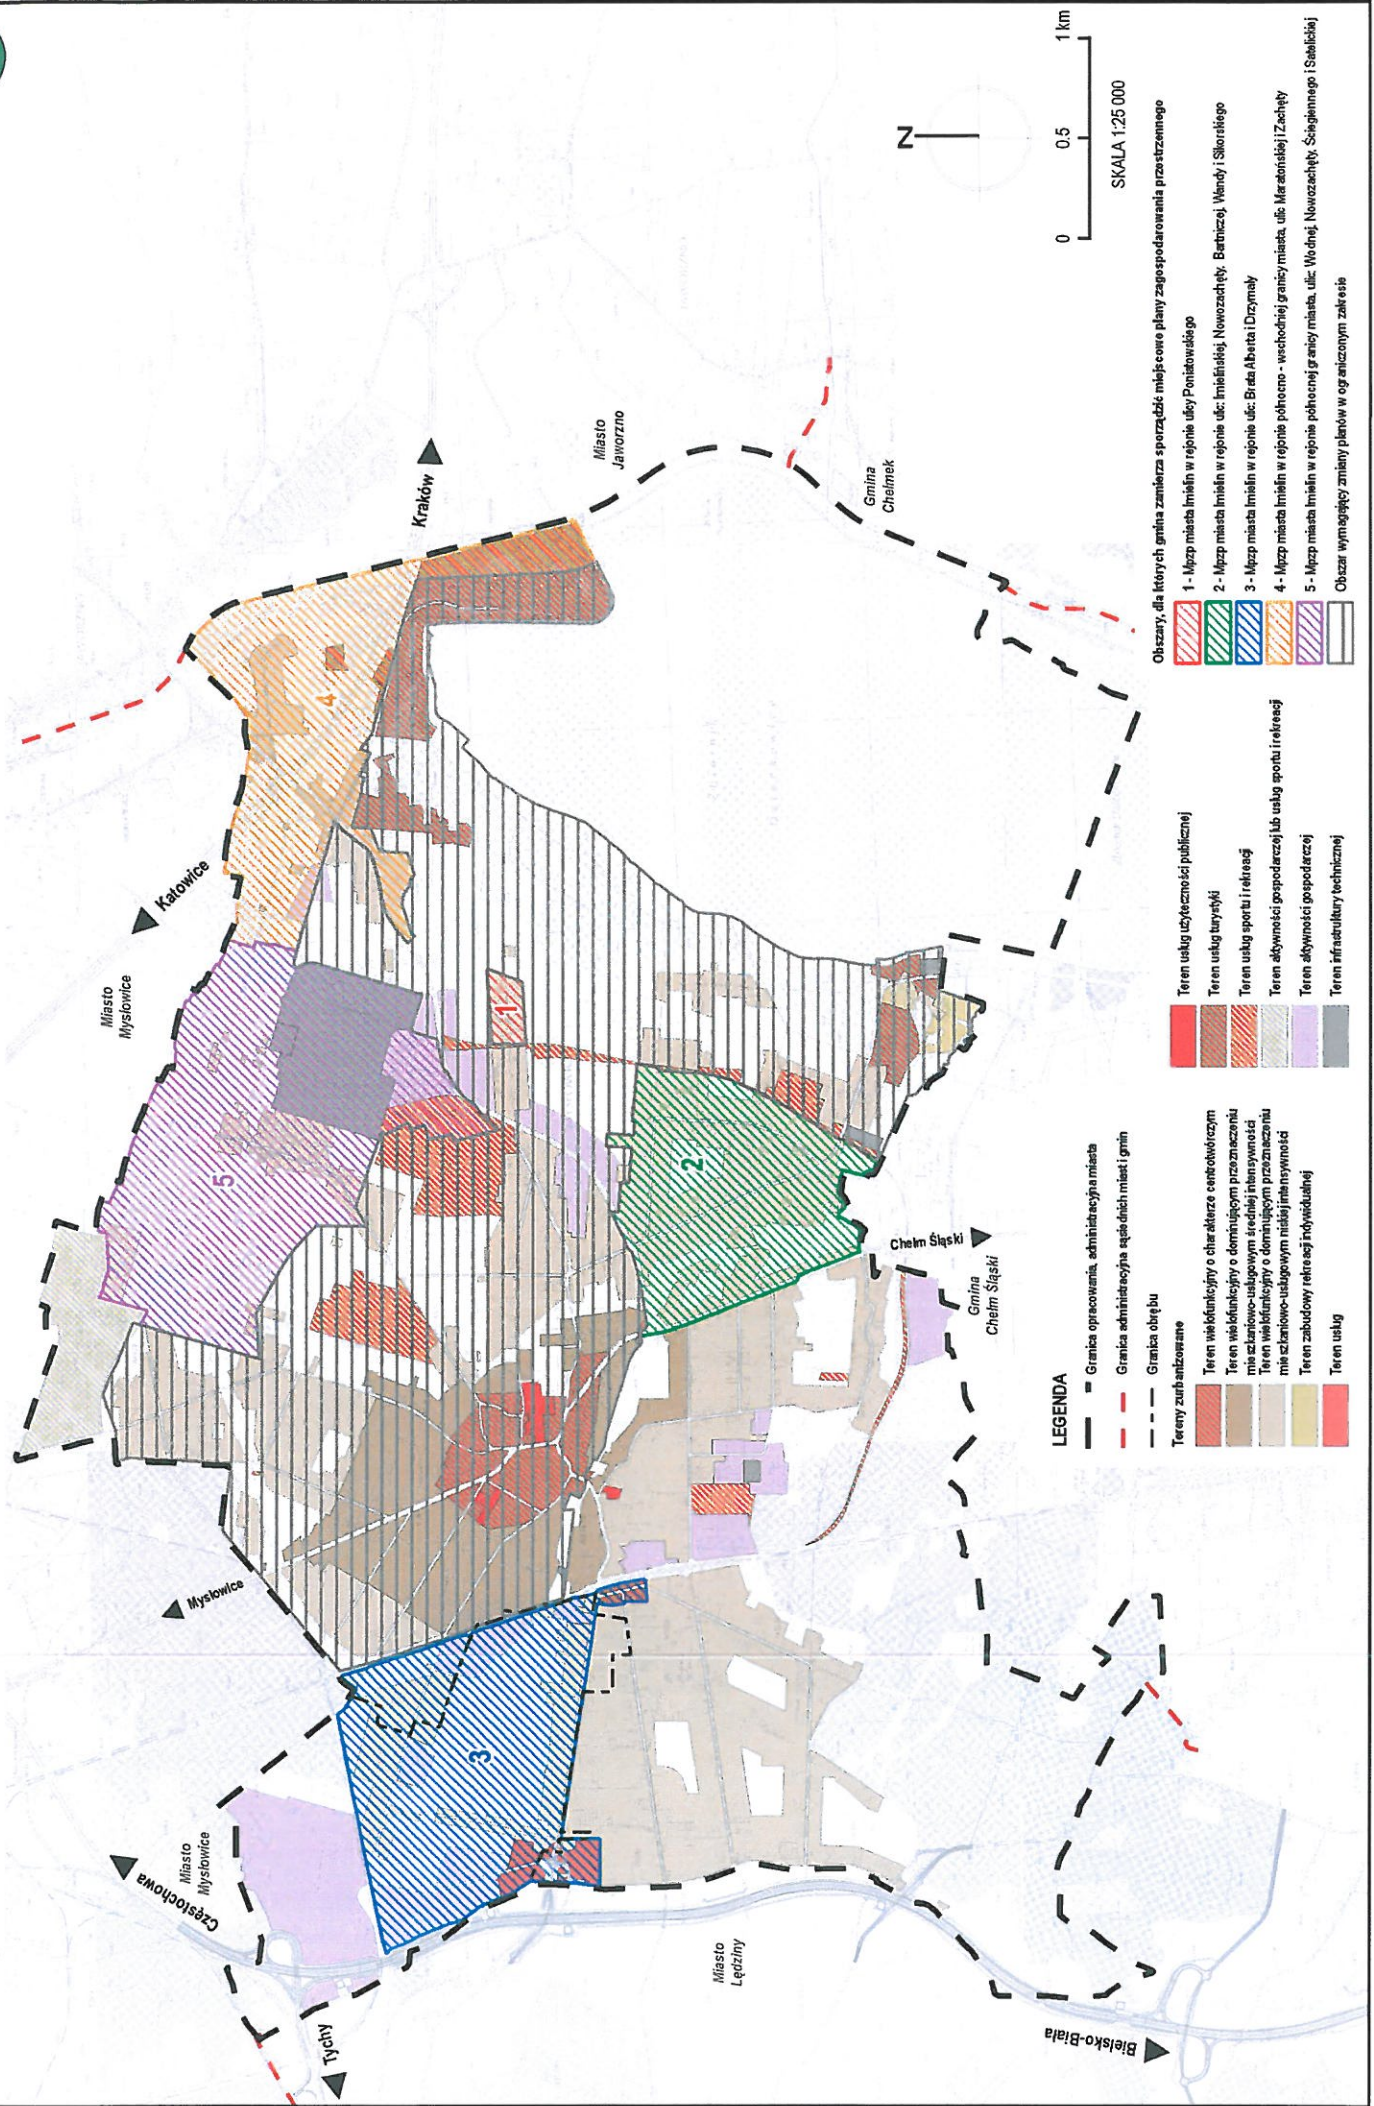 Częstochowa
Miasto
Mysłowice
Tychy
Mysłowice
Miasto
Mysłowice
Katowice
Kraków
Miasto
Jaworzno
Gmina
Chełmek
Chełm Śląski
Gmina
Chełm Śląski
Miasto
Lędziny
Bielsko-Biała
1
2
3
4
5
N
0
0.5
1 km
SKALA 1:25 000
LEGENDA
Granica opracowania, administracyjna miasta
Granica administracyjna sąsiednich miast i gmin
Granica obrębu
Tereny zurbanizowane
Teren wielofunkcyjny o charakterze centrotwórczym
Teren wielofunkcyjny o dominującym przeznaczeniu
mieszkaniowo-usługowym średniej intensywności
Teren wielofunkcyjny o dominującym przeznaczeniu
mieszkaniowo-usługowym niskiej intensywności
Teren zabudowy rekreacji indywidualnej
Teren usług
Teren usług użyteczności publicznej
Teren usług turystyki
Teren usług sportu i rekreacji
Teren aktywności gospodarczej lub usług sportu i rekreacji
Teren aktywności gospodarczej
Teren infrastruktury technicznej
Obszary, dla których gmina zamierza sporządzić miejscowe plany zagospodarowania przestrzennego
1 - Mpzp miasta Imielin w rejonie ulicy Poniatowskiego
2 - Mpzp miasta Imielin w rejonie ulic: Imielińskiej, Nowozachęty, Bartniczej, Wandy i Sikorskiego
3 - Mpzp miasta Imielin w rejonie ulic: Brata Alberta i Drzymały
4 - Mpzp miasta Imielin w rejonie północno - wschodniej granicy miasta, ulic Maratońskiej i Zachęty
5 - Mpzp miasta Imielin w rejonie północnej granicy miasta, ulic: Wodnej, Nowozachęty, Ściegiennego i Satelickiej
Obszar wymagający zmiany planów w ograniczonym zakresie